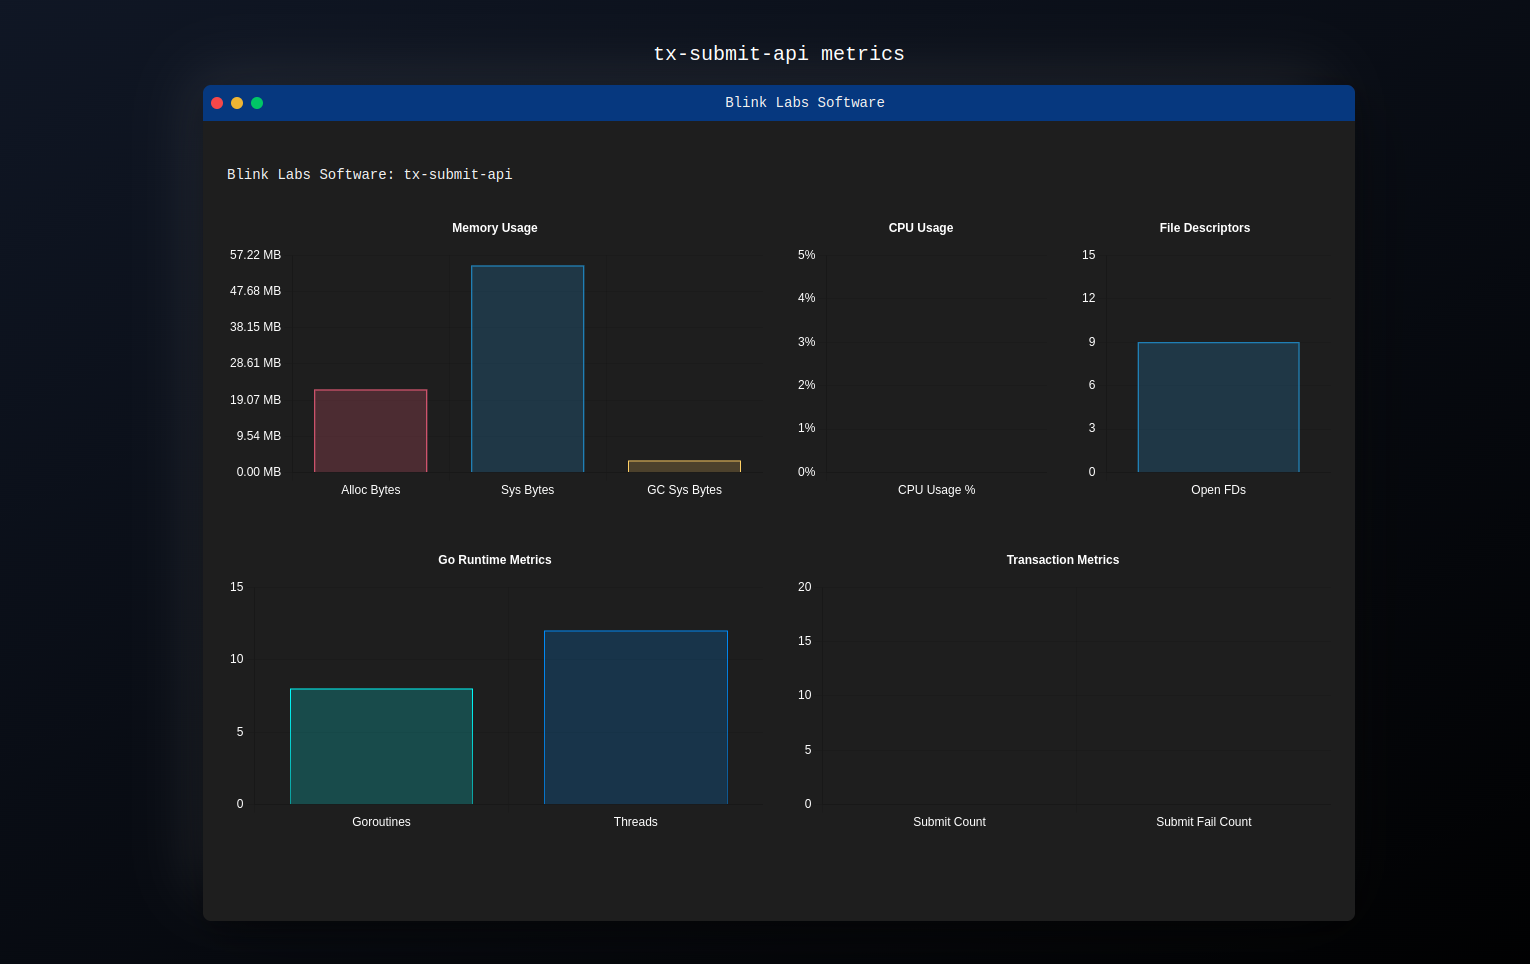 tx-submit-api metrics
Blink Labs Software
Blink Labs Software: tx-submit-api
Memory Usage
57.22 MB
47.68 MB
38.15 MB
28.61 MB
19.07 MB
9.54 MB
0.00 MB
Alloc Bytes Sys Bytes GC Sys Bytes
CPU Usage
5%
4%
3%
2%
1%
0%
CPU Usage %
File Descriptors
15
12
9
6
3
0
Open FDs
Go Runtime Metrics
15
10
5
0
Goroutines Threads
Transaction Metrics
20
15
10
5
0
Submit Count Submit Fail Count